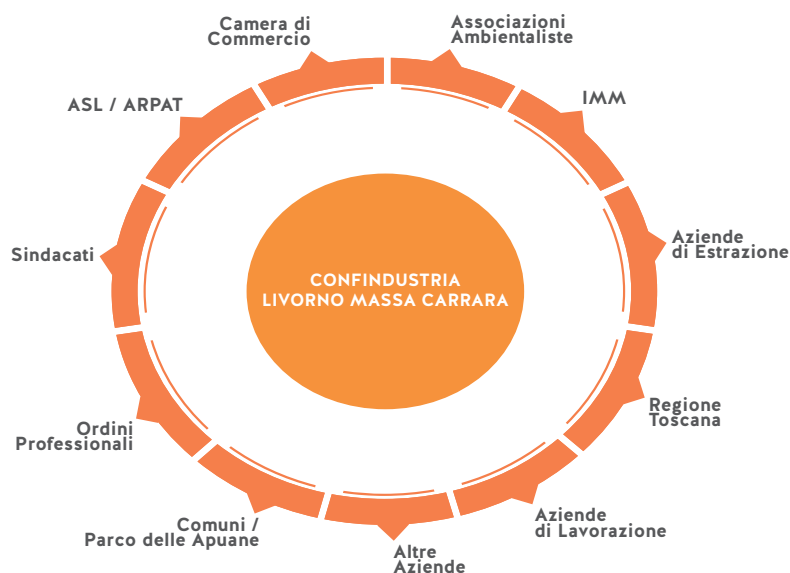 Camera di
Commercio
Associazioni
Ambientaliste
ASL / ARPAT
IMM
Sindacati
Aziende
di Estrazione
CONFINDUSTRIA
LIVORNO MASSA CARRARA
Ordini
Professionali
Regione
Toscana
Comuni /
Parco delle Apuane
Aziende
di Lavorazione
Altre
Aziende